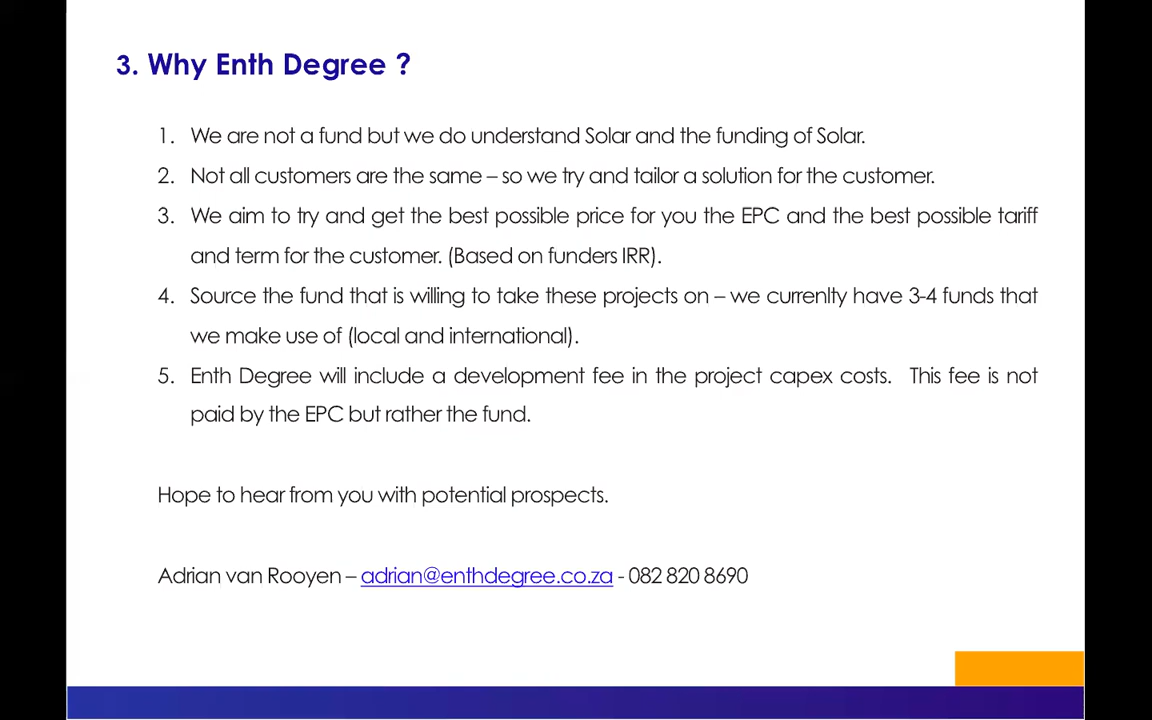 3. Why Enth Degree ?
1. We are not a fund but we do understand Solar and the funding of Solar.
2. Not all customers are the same – so we try and tailor a solution for the customer.
3. We aim to try and get the best possible price for you the EPC and the best possible tariff
and term for the customer. (Based on funders IRR).
4. Source the fund that is willing to take these projects on – we currenlty have 3-4 funds that
we make use of (local and international).
5. Enth Degree will include a development fee in the project capex costs. This fee is not
paid by the EPC but rather the fund.
Hope to hear from you with potential prospects.
Adrian van Rooyen – adrian@enthdegree.co.za - 082 820 8690